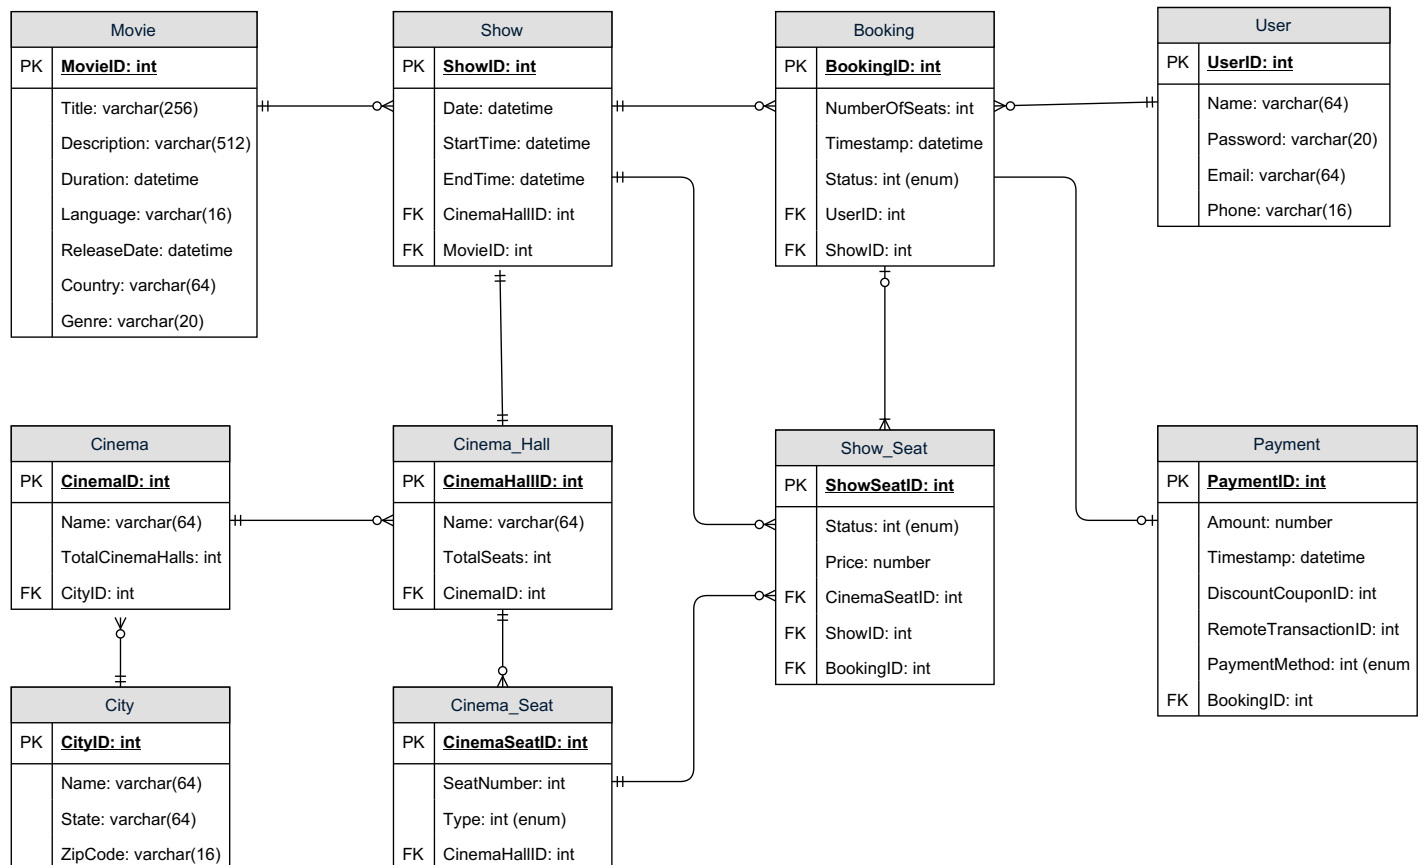 Movie
PK MovieID: int
Title: varchar(256)
Description: varchar(512)
Duration: datetime
Language: varchar(16)
ReleaseDate: datetime
Country: varchar(64)
Genre: varchar(20)
Show
PK ShowID: int
Date: datetime
StartTime: datetime
EndTime: datetime
FK CinemaHallID: int
FK MovieID: int
Booking
PK BookingID: int
NumberOfSeats: int
Timestamp: datetime
Status: int (enum)
FK UserID: int
FK ShowID: int
User
PK UserID: int
Name: varchar(64)
Password: varchar(20)
Email: varchar(64)
Phone: varchar(16)
Cinema
PK CinemaID: int
Name: varchar(64)
TotalCinemaHalls: int
FK CityID: int
Cinema_Hall
PK CinemaHallID: int
Name: varchar(64)
TotalSeats: int
FK CinemaID: int
Show_Seat
PK ShowSeatID: int
Status: int (enum)
Price: number
FK CinemaSeatID: int
FK ShowID: int
FK BookingID: int
Payment
PK PaymentID: int
Amount: number
Timestamp: datetime
DiscountCouponID: int
RemoteTransactionID: int
PaymentMethod: int (enum
FK BookingID: int
City
PK CityID: int
Name: varchar(64)
State: varchar(64)
ZipCode: varchar(16)
Cinema_Seat
PK CinemaSeatID: int
SeatNumber: int
Type: int (enum)
FK CinemaHallID: int